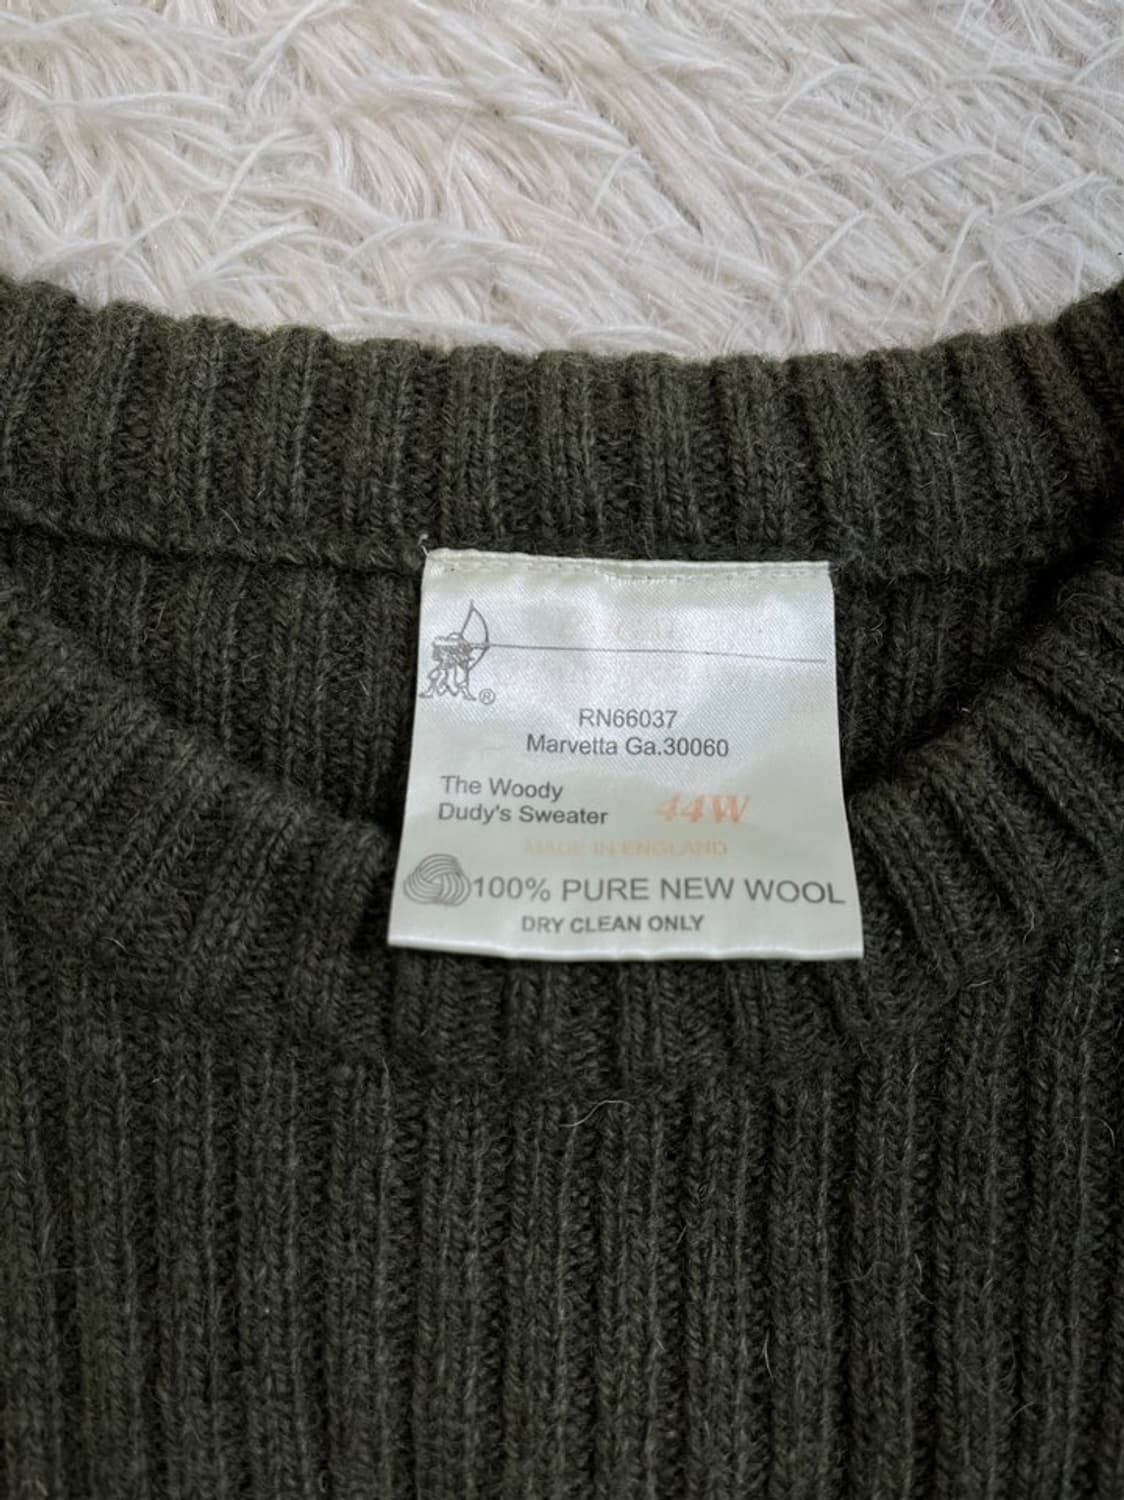 ®
RN66037
Marvetta Ga.30060
The Woody
Dudy's Sweater
44W
MADE IN ENGLAND
100% PURE NEW WOOL
DRY CLEAN ONLY